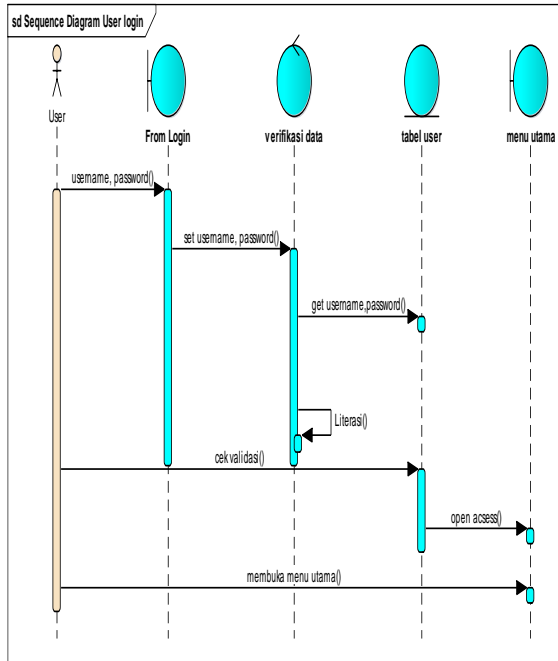 sd Sequence Diagram User login
User
From Login
verifikasi data
tabel user
menu utama
username, password()
set username, password()
get username,password()
Literasi()
cek validasi()
open acsess()
membuka menu utama()